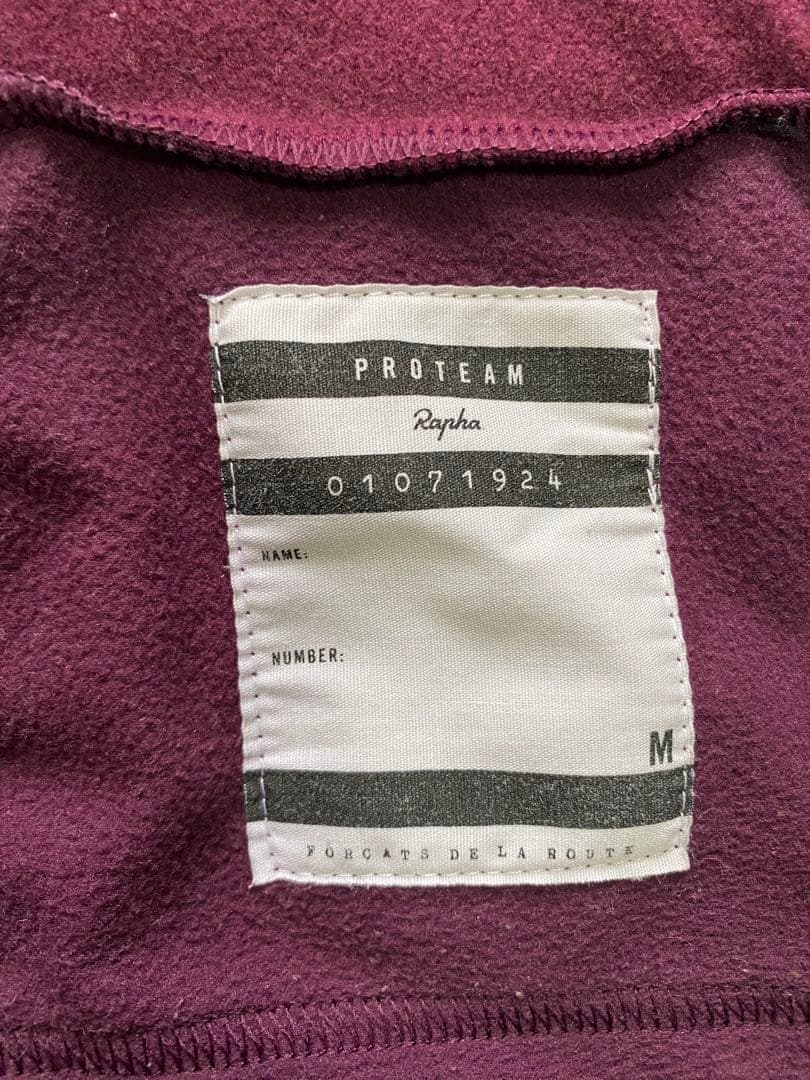 PROTEAM
Rapha
01071924
NAME:
NUMBER:
M
FORÇATS DE LA ROUTE